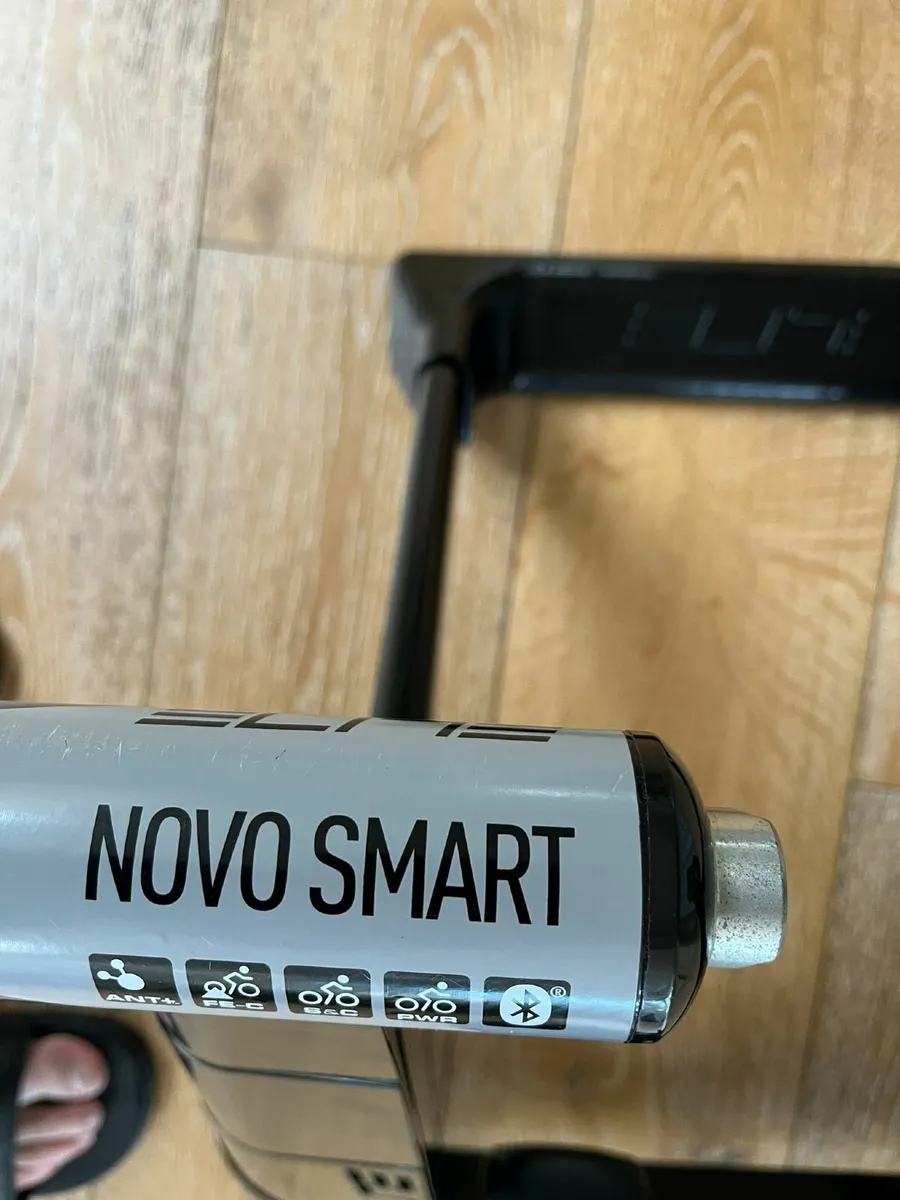 ELITE
NOVO SMART
ANT+ FE-C S&C PWR ®